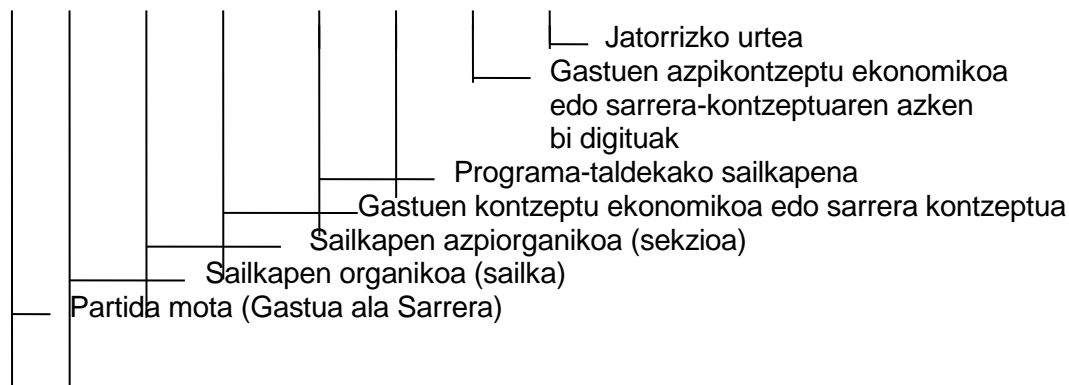 Jatorrizko urtea
Gastuen azpikontzeptu ekonomikoa
edo sarrera-kontzeptuaren azken
bi digituak
Programa-taldekako sailkapena
Gastuen kontzeptu ekonomikoa edo sarrera kontzeptua
Sailkapen azpiorganikoa (sekzioa)
Sailkapen organikoa (sailka)
Partida mota (Gastua ala Sarrera)